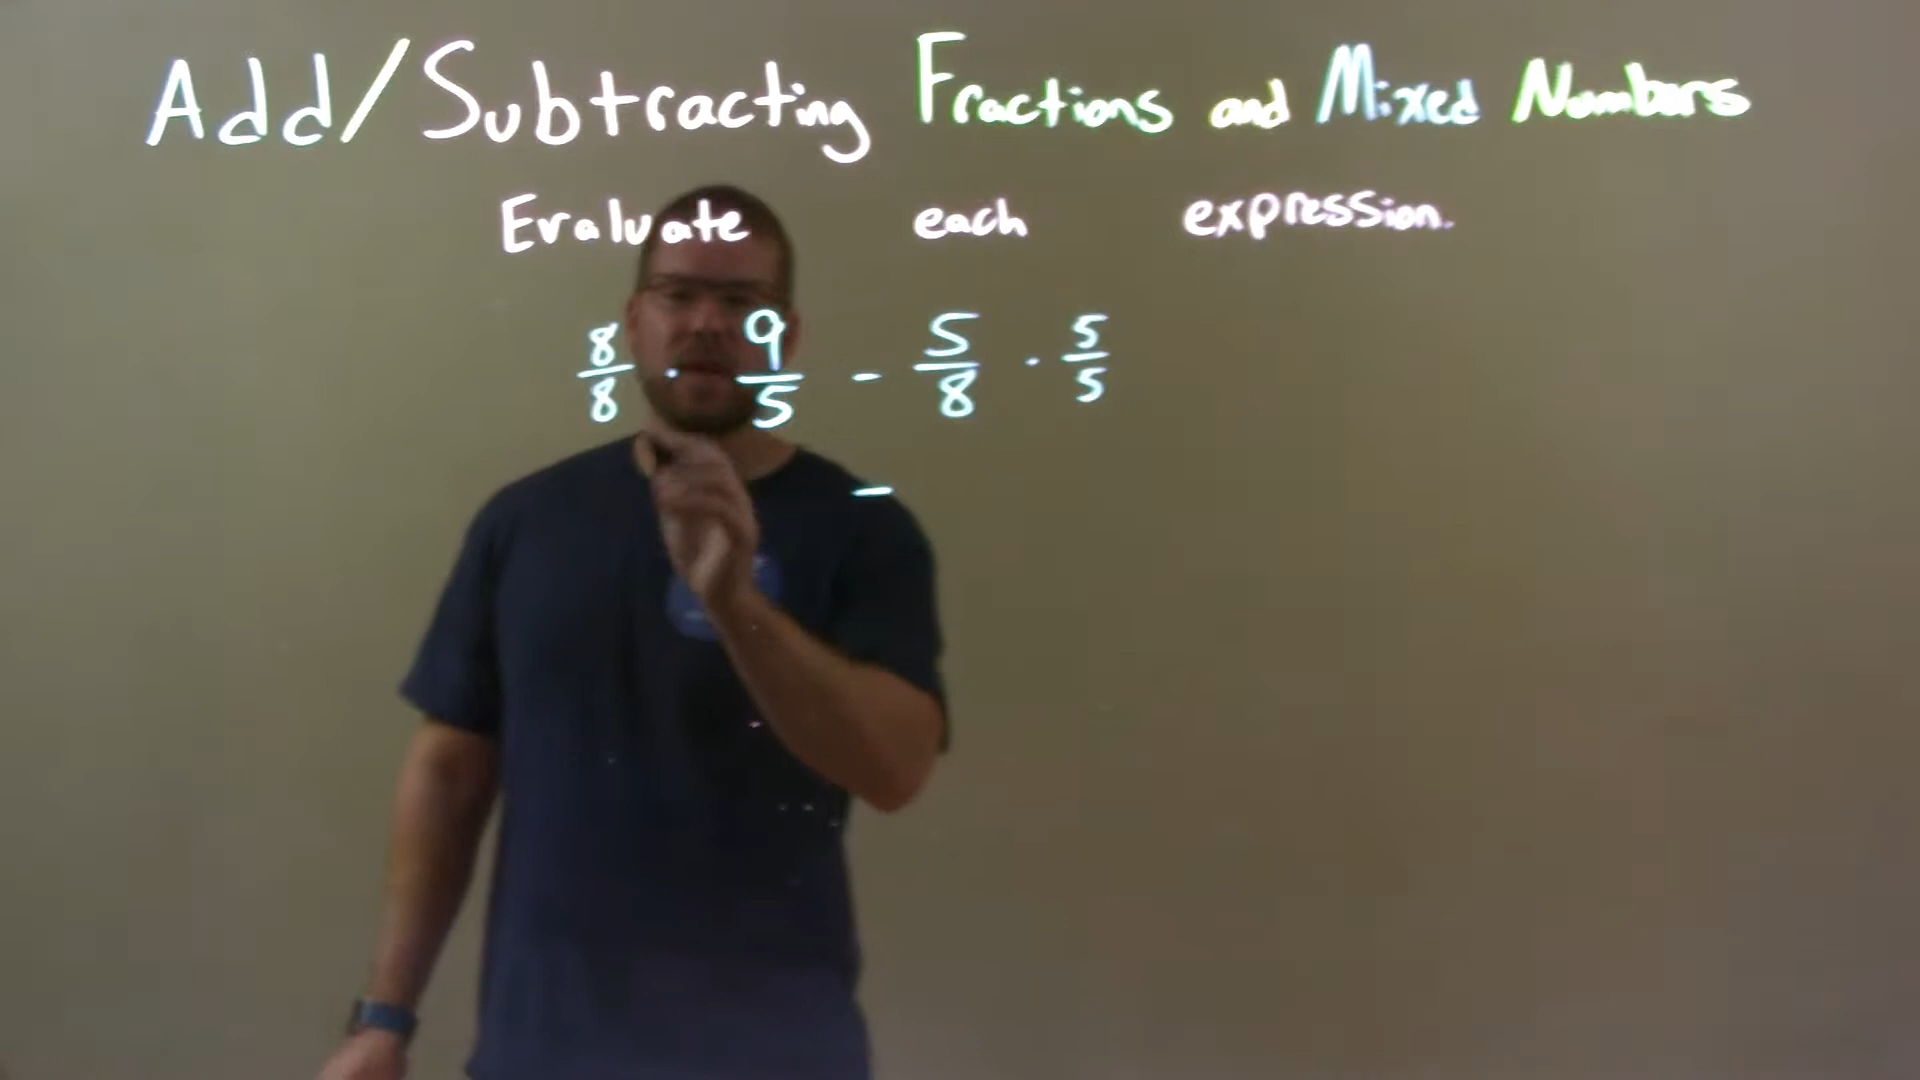 Add/Subtracting Fractions and Mixed Numbers
Evaluate each expression.
8/8 · 9/5 - 5/8 · 5/5
-